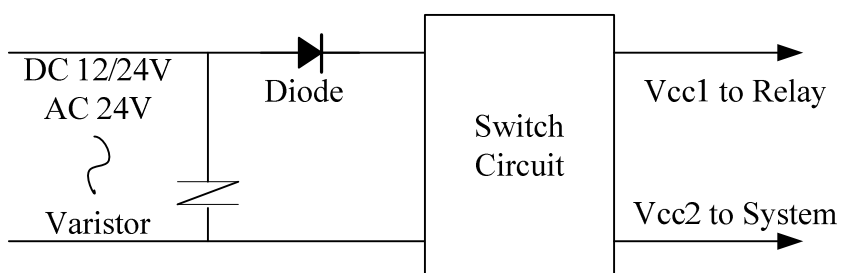 DC 12/24V
AC 24V
Varistor
Diode
Switch
Circuit
Vcc1 to Relay
Vcc2 to System